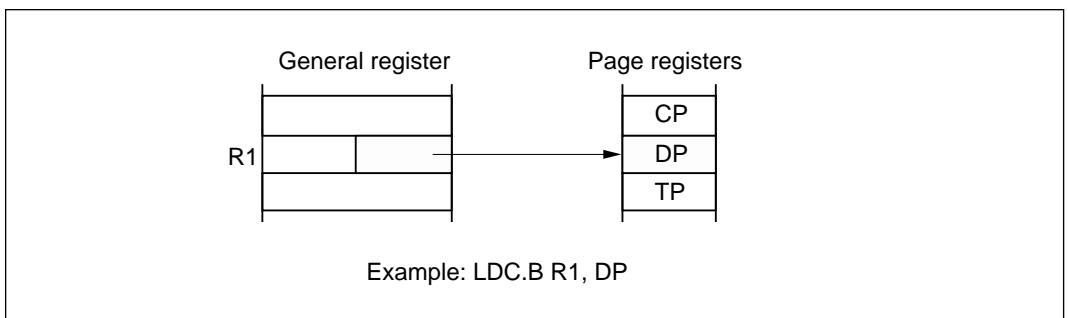 General register
Page registers
CP
R1
DP
TP
Example: LDC.B R1, DP